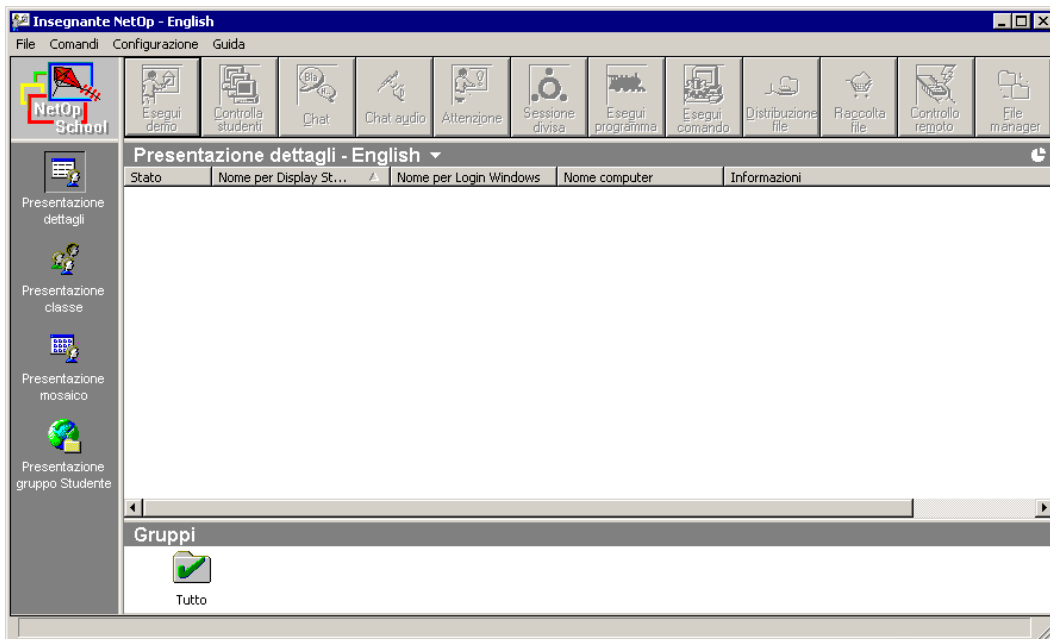 Insegnante NetOp - English
File Comandi Configurazione Guida
NetOp
School
Esegui
demo
Controlla
studenti
Bla
H...
Chat
Chat audio
Attenzione
Sessione
divisa
Esegui
programma
Esegui
comando
Distribuzione
file
Raccolta
file
Controllo
remoto
File
manager
Presentazione
dettagli
Presentazione
classe
Presentazione
mosaico
Presentazione
gruppo Studente
Presentazione dettagli - English
Stato Nome per Display St... Nome per Login Windows Nome computer Informazioni
Gruppi
Tutto